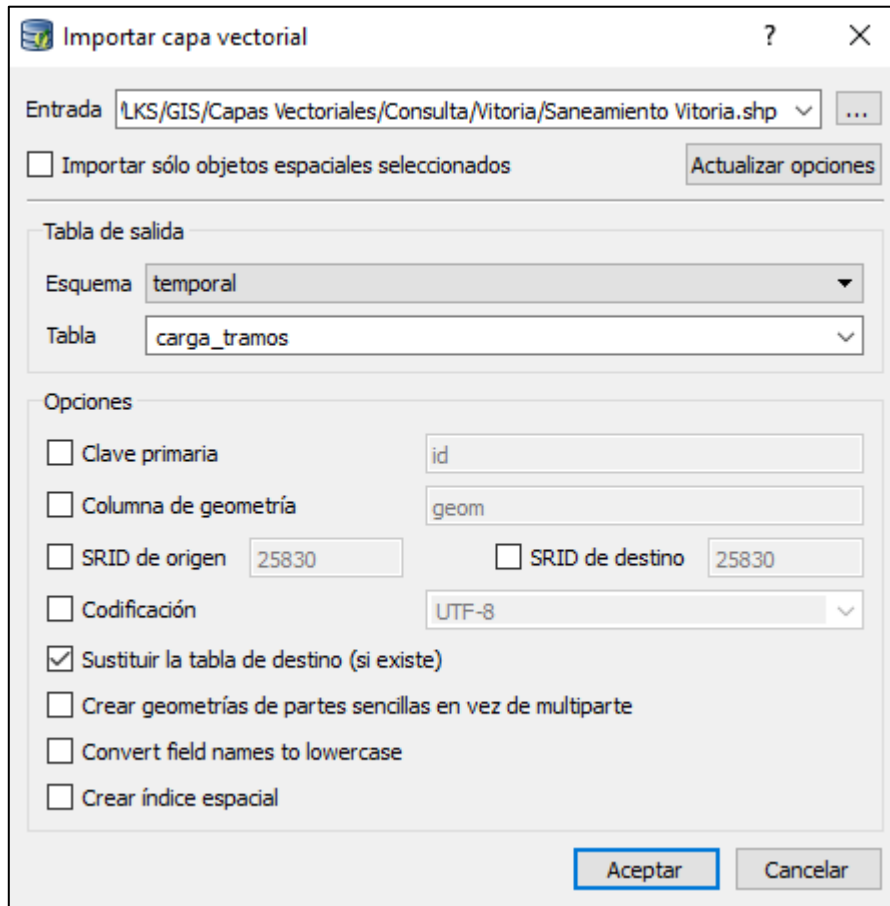 Importar capa vectorial ? ×
Entrada LKS/GIS/Capas Vectoriales/Consulta/Vitoria/Saneamiento Vitoria.shp ...
Importar sólo objetos espaciales seleccionados Actualizar opciones
Tabla de salida
Esquema temporal
Tabla carga_tramos
Opciones
Clave primaria id
Columna de geometría geom
SRID de origen 25830 SRID de destino 25830
Codificación UTF-8
Sustituir la tabla de destino (si existe)
Crear geometrías de partes sencillas en vez de multiparte
Convert field names to lowercase
Crear índice espacial
Aceptar Cancelar